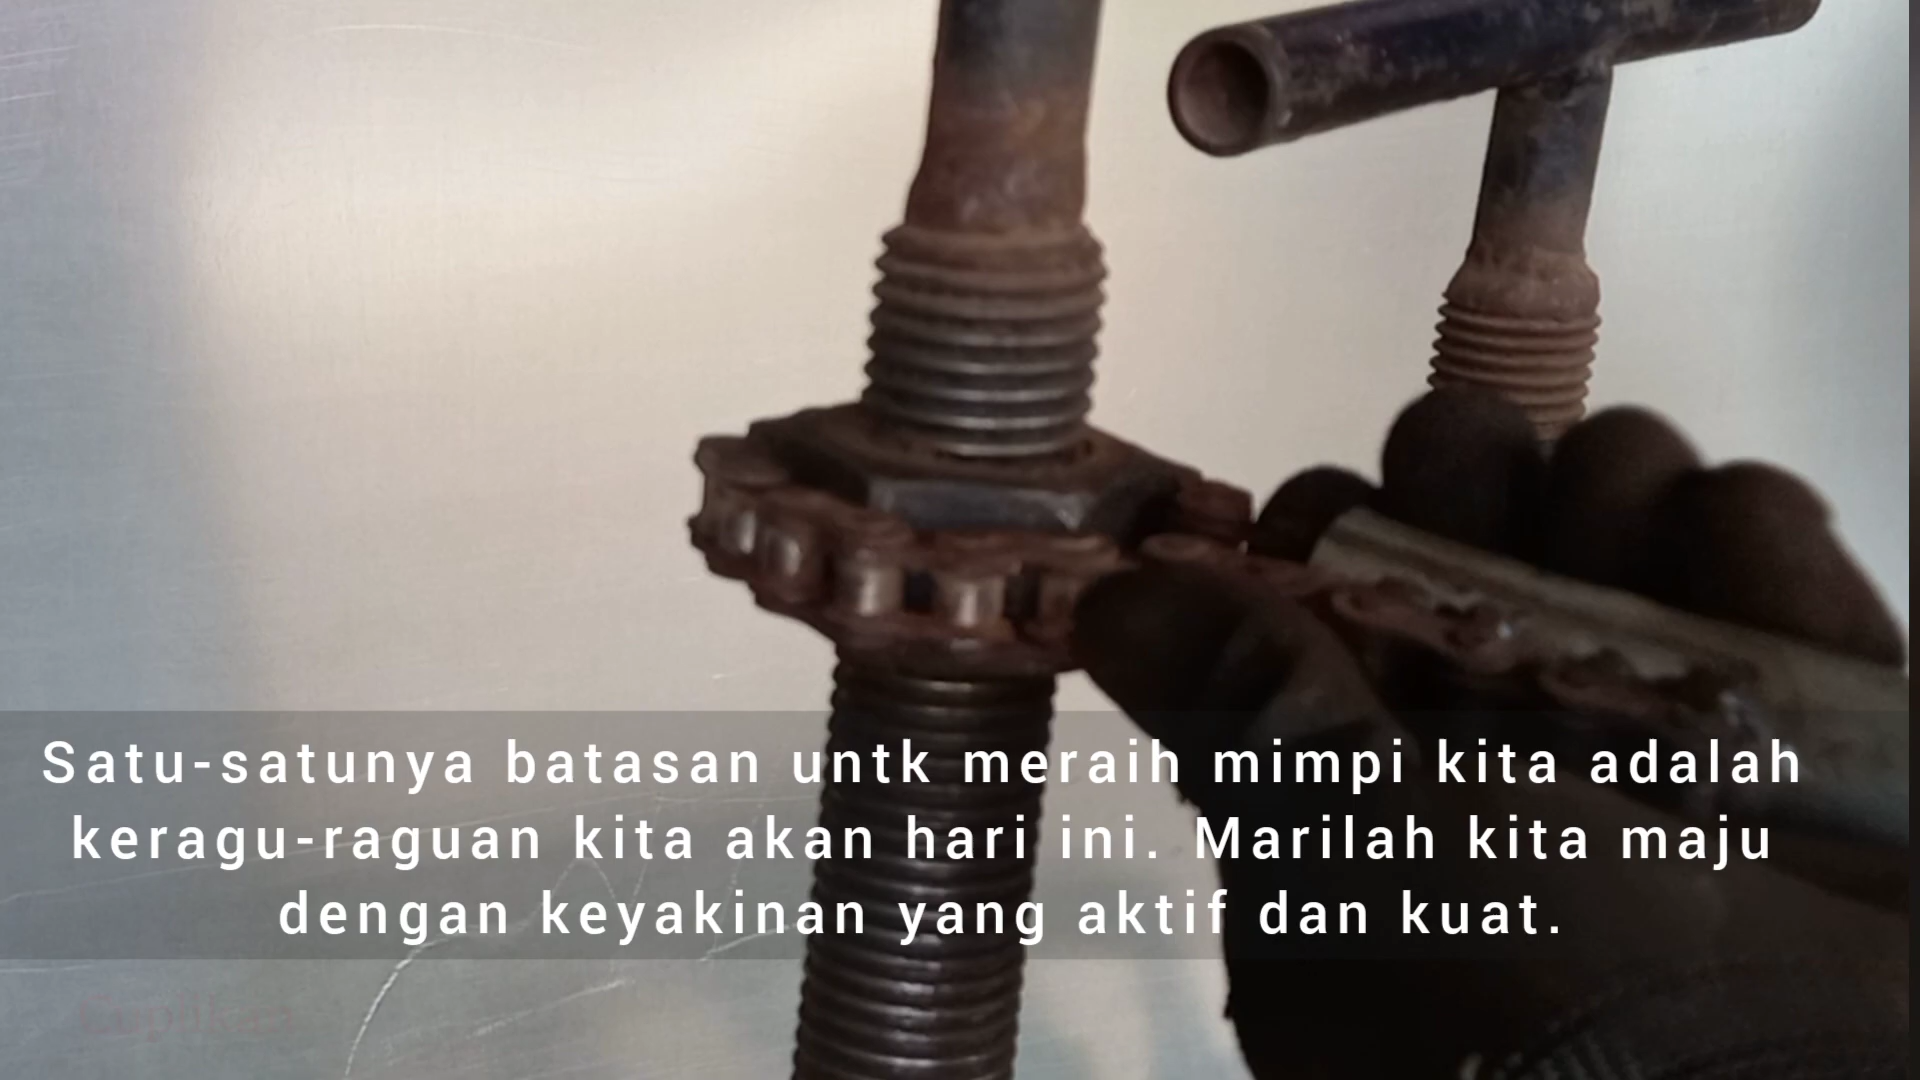 Satu-satunya batasan untk meraih mimpi kita adalah
keragu-raguan kita akan hari ini. Marilah kita maju
dengan keyakinan yang aktif dan kuat.